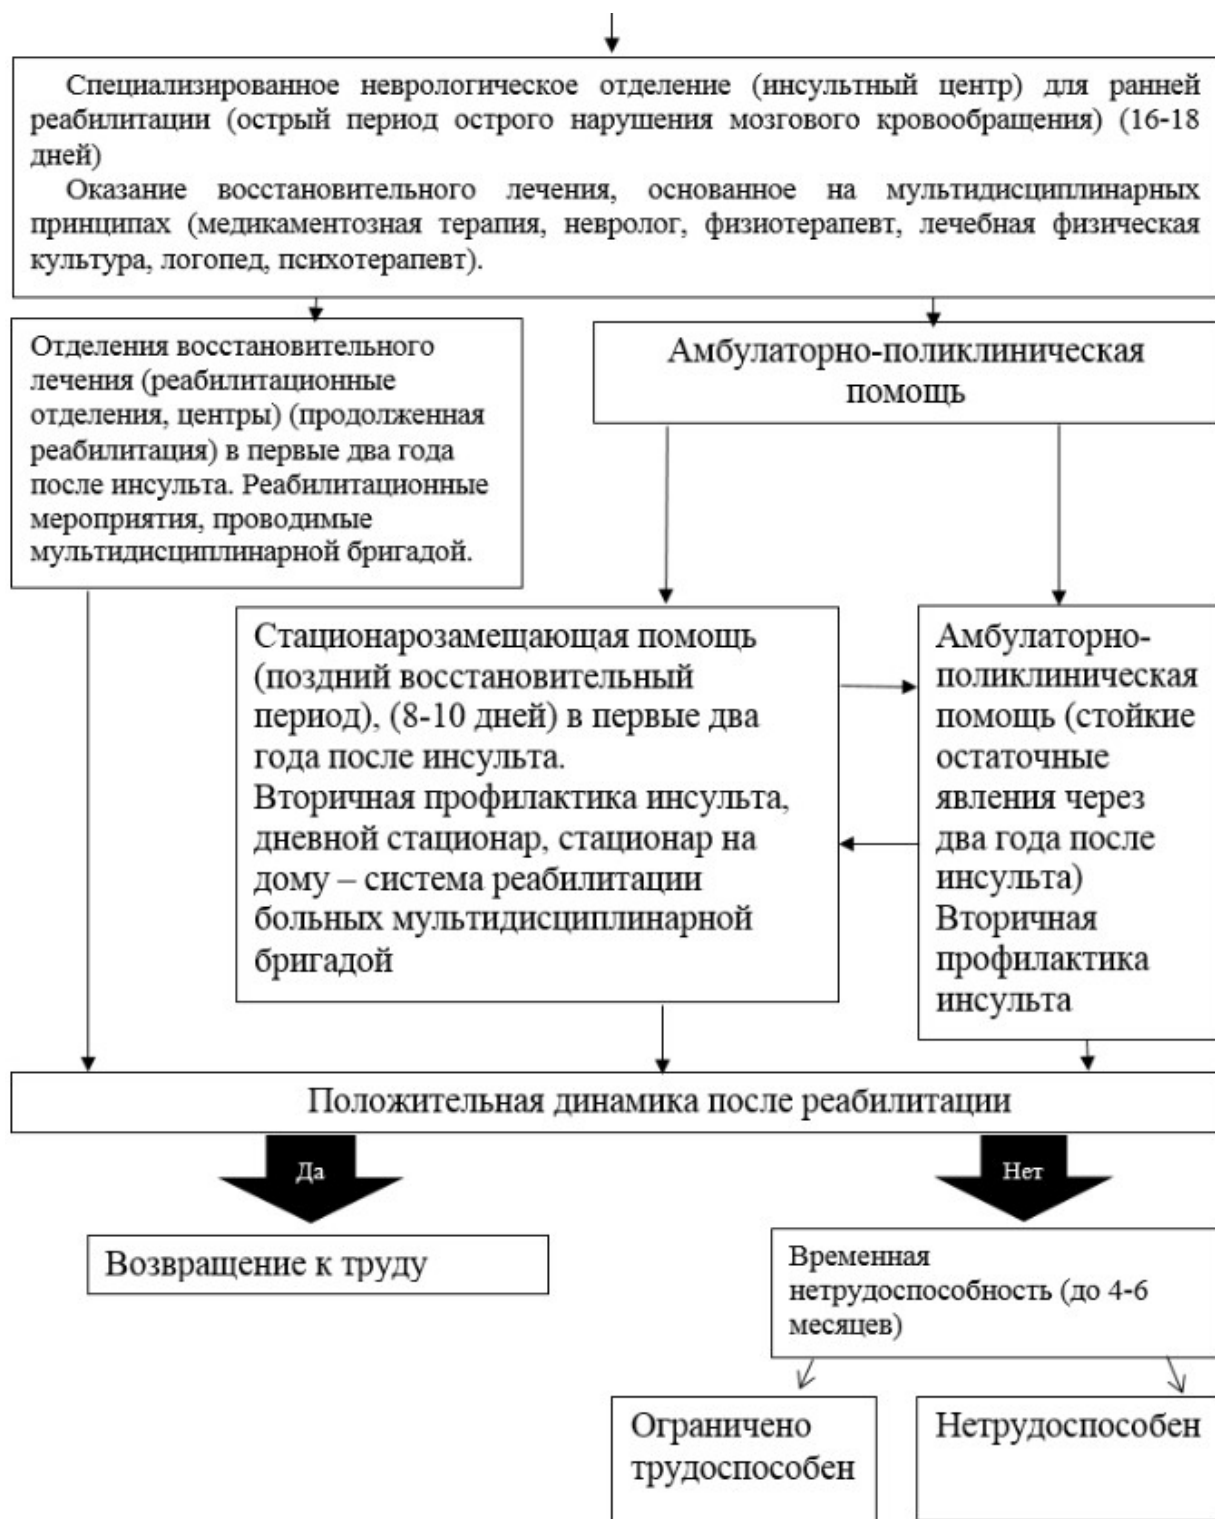 Специализированное неврологическое отделение (инсультный центр) для ранней
реабилитации (острый период острого нарушения мозгового кровообращения) (16-18
дней)
Оказание восстановительного лечения, основанное на мультидисциплинарных
принципах (медикаментозная терапия, невролог, физиотерапевт, лечебная физическая
культура, логопед, психотерапевт).
Отделения восстановительного
лечения (реабилитационные
отделения, центры) (продолженная
реабилитация) в первые два года
после инсульта. Реабилитационные
мероприятия, проводимые
мультидисциплинарной бригадой.
Амбулаторно-поликлиническая
помощь
Стационарозамещающая помощь
(поздний восстановительный
период), (8-10 дней) в первые два
года после инсульта.
Вторичная профилактика инсульта,
дневной стационар, стационар на
дому – система реабилитации
больных мультидисциплинарной
бригадой
Амбулаторно-
поликлиническая
помощь (стойкие
остаточные
явления через
два года после
инсульта)
Вторичная
профилактика
инсульта
Положительная динамика после реабилитации
Да
Нет
Возвращение к труду
Временная
нетрудоспособность (до 4-6
месяцев)
Ограничено
трудоспособен
Нетрудоспособен